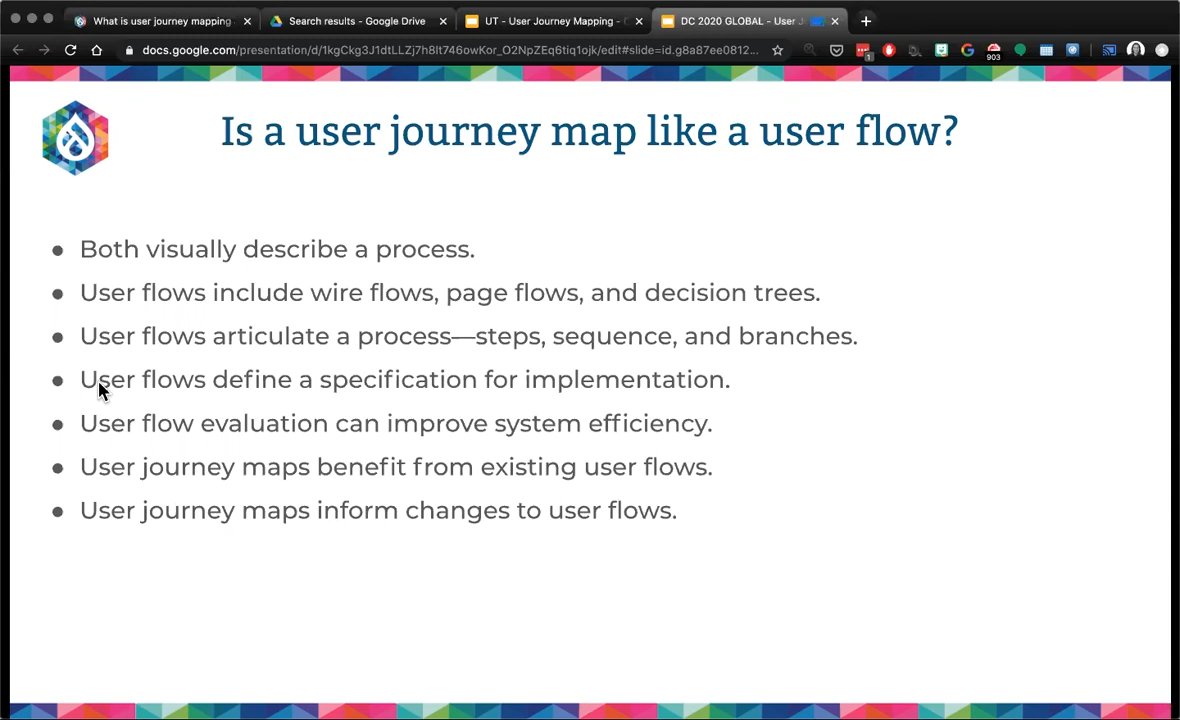 What is user journey mapping
Search results - Google Drive
UT - User Journey Mapping -
DC 2020 GLOBAL - User J
docs.google.com/presentation/d/1kgCkg3J1dtLLZj7h8lt746owKor_O2NpZEq6tiq1ojk/edit#slide=id.g8a87ee0812...
1
903
Is a user journey map like a user flow?
● Both visually describe a process.
● User flows include wire flows, page flows, and decision trees.
● User flows articulate a process—steps, sequence, and branches.
● User flows define a specification for implementation.
● User flow evaluation can improve system efficiency.
● User journey maps benefit from existing user flows.
● User journey maps inform changes to user flows.